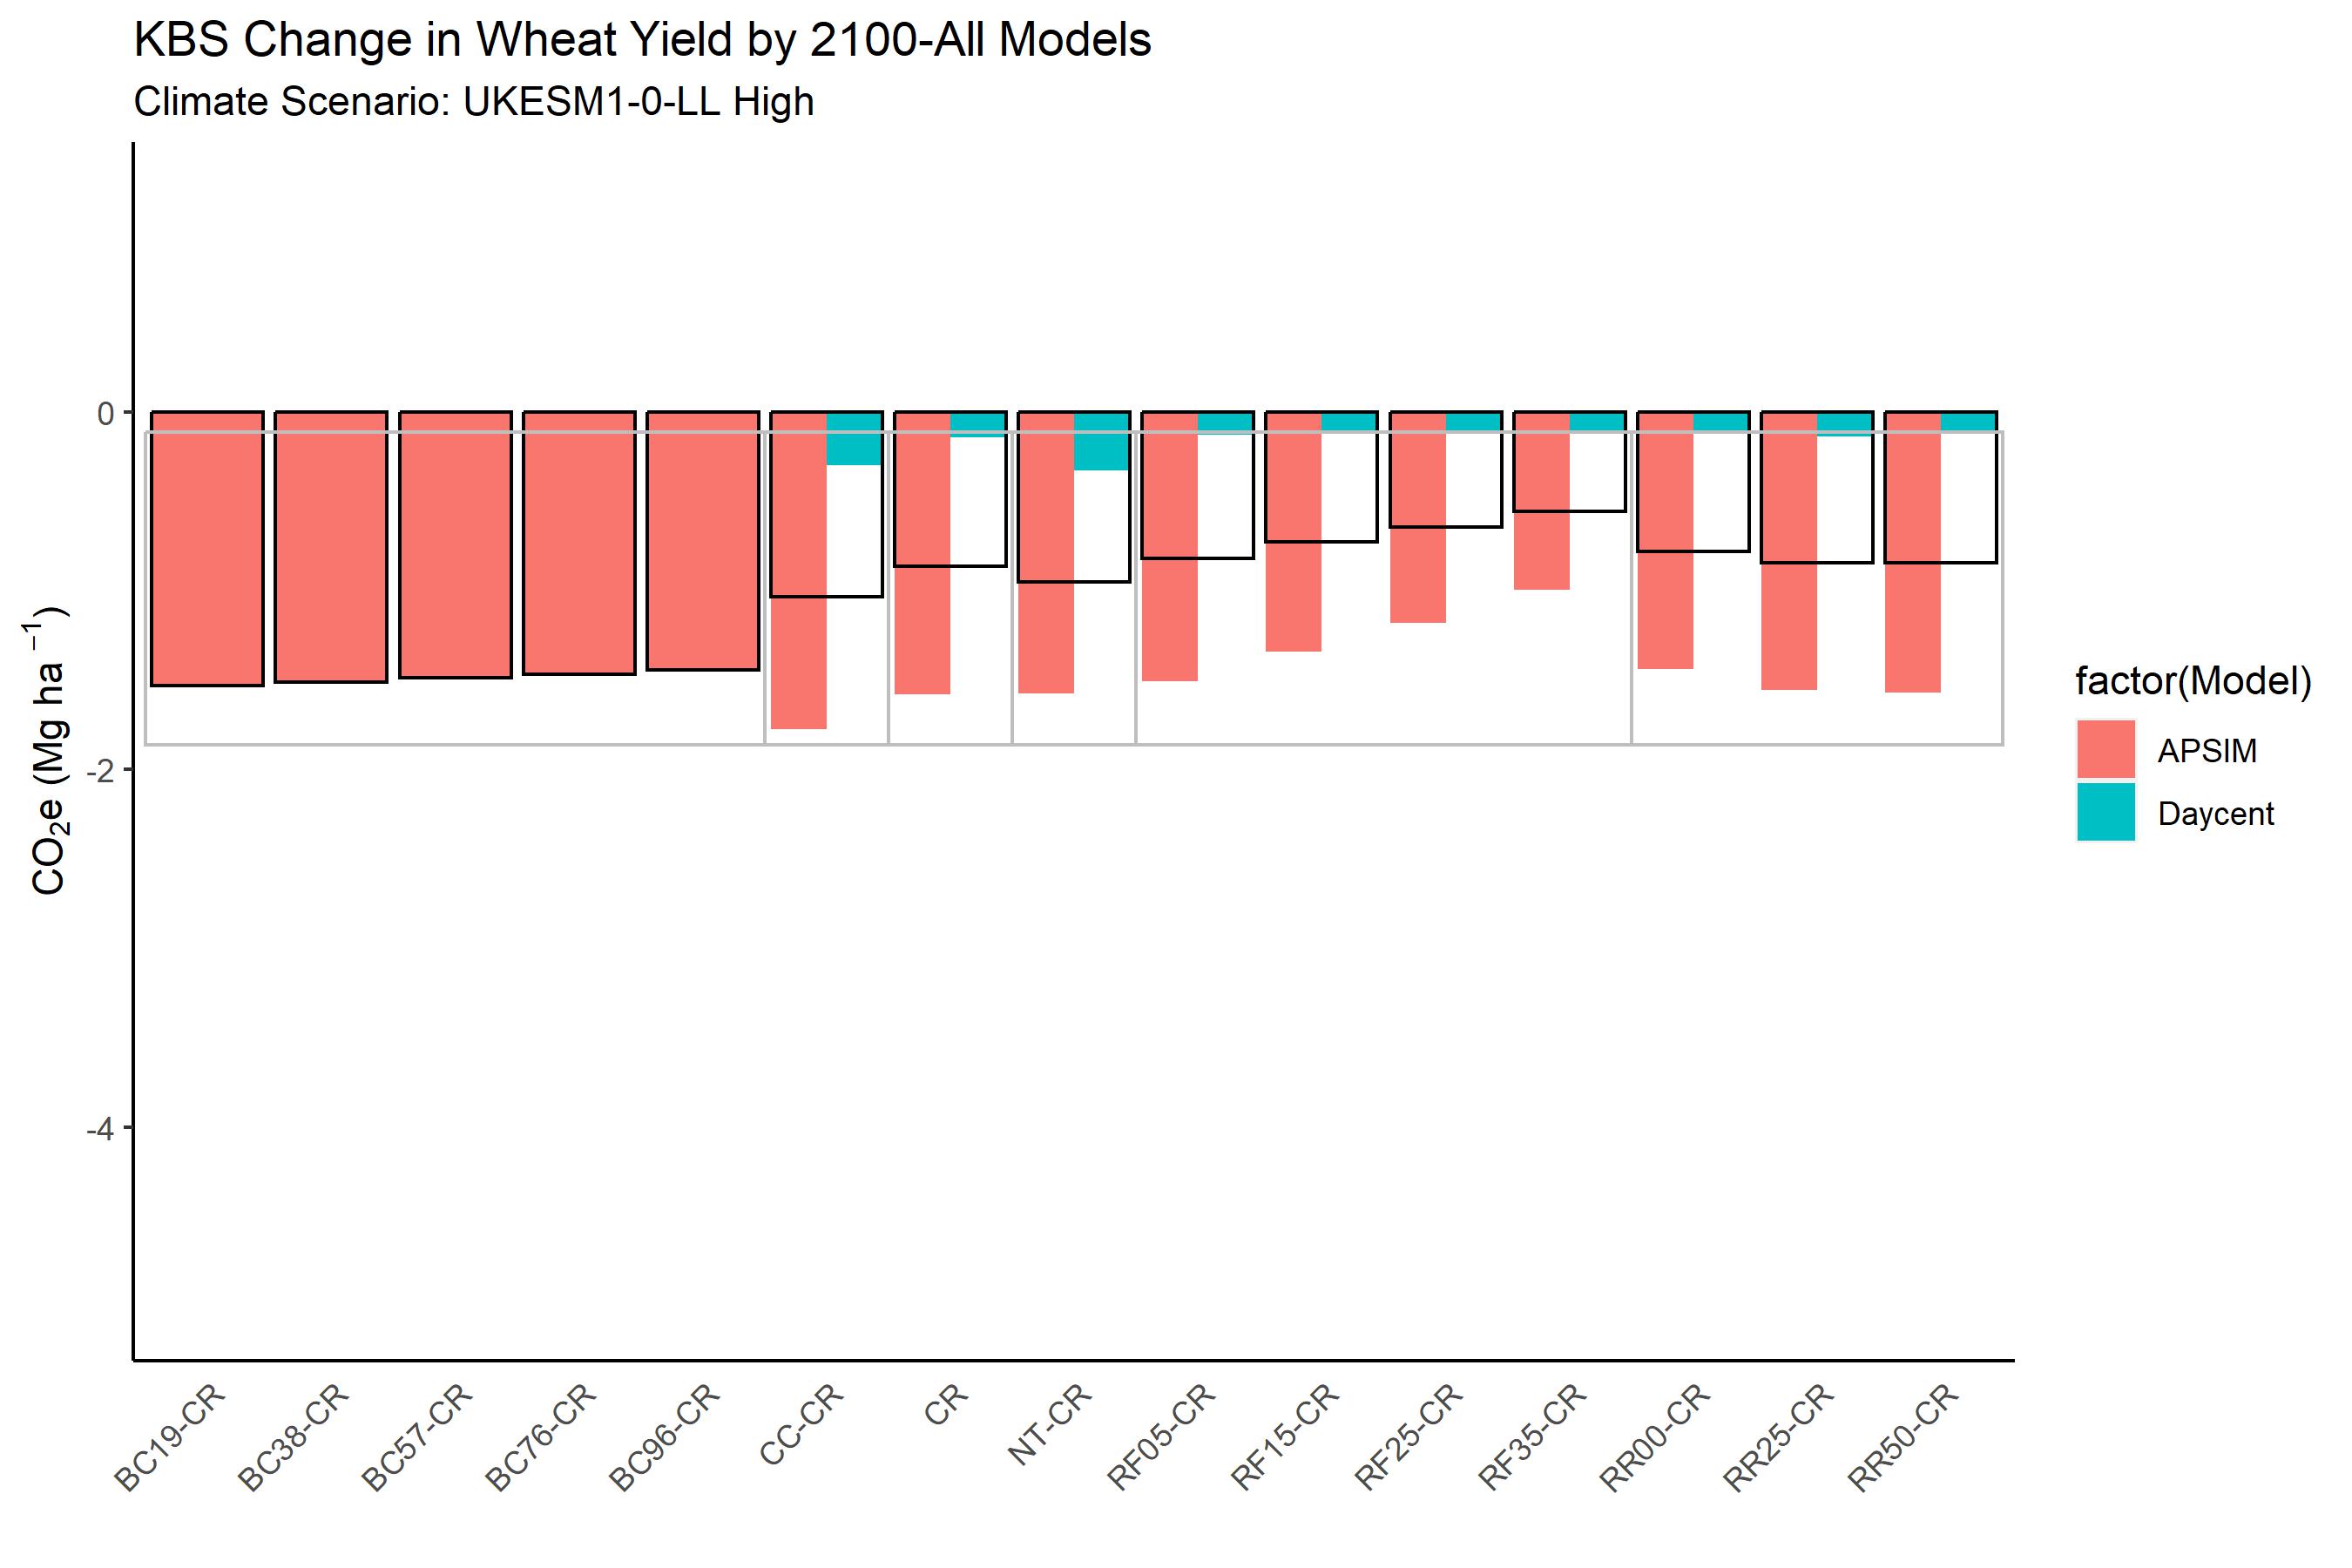 KBS Change in Wheat Yield by 2100-All Models
Climate Scenario: UKESM1-0-LL High
CO₂e (Mg ha ⁻¹)
0
-2
-4
BC19-CR
BC38-CR
BC57-CR
BC76-CR
BC96-CR
CC-CR
CR
NT-CR
RF05-CR
RF15-CR
RF25-CR
RF35-CR
RR00-CR
RR25-CR
RR50-CR
factor(Model)
APSIM
Daycent